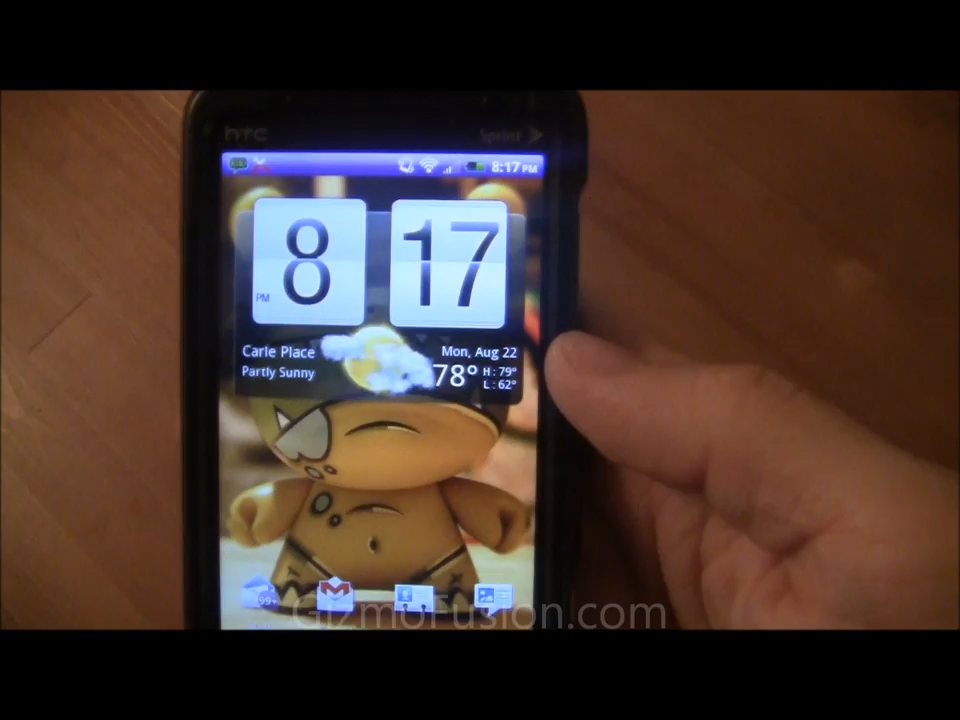 hTC Sprint
8:17 PM
8 17
PM
Carle Place Mon, Aug 22
Partly Sunny 78° H: 79°
L: 62°
99+
GizmoFusion.com